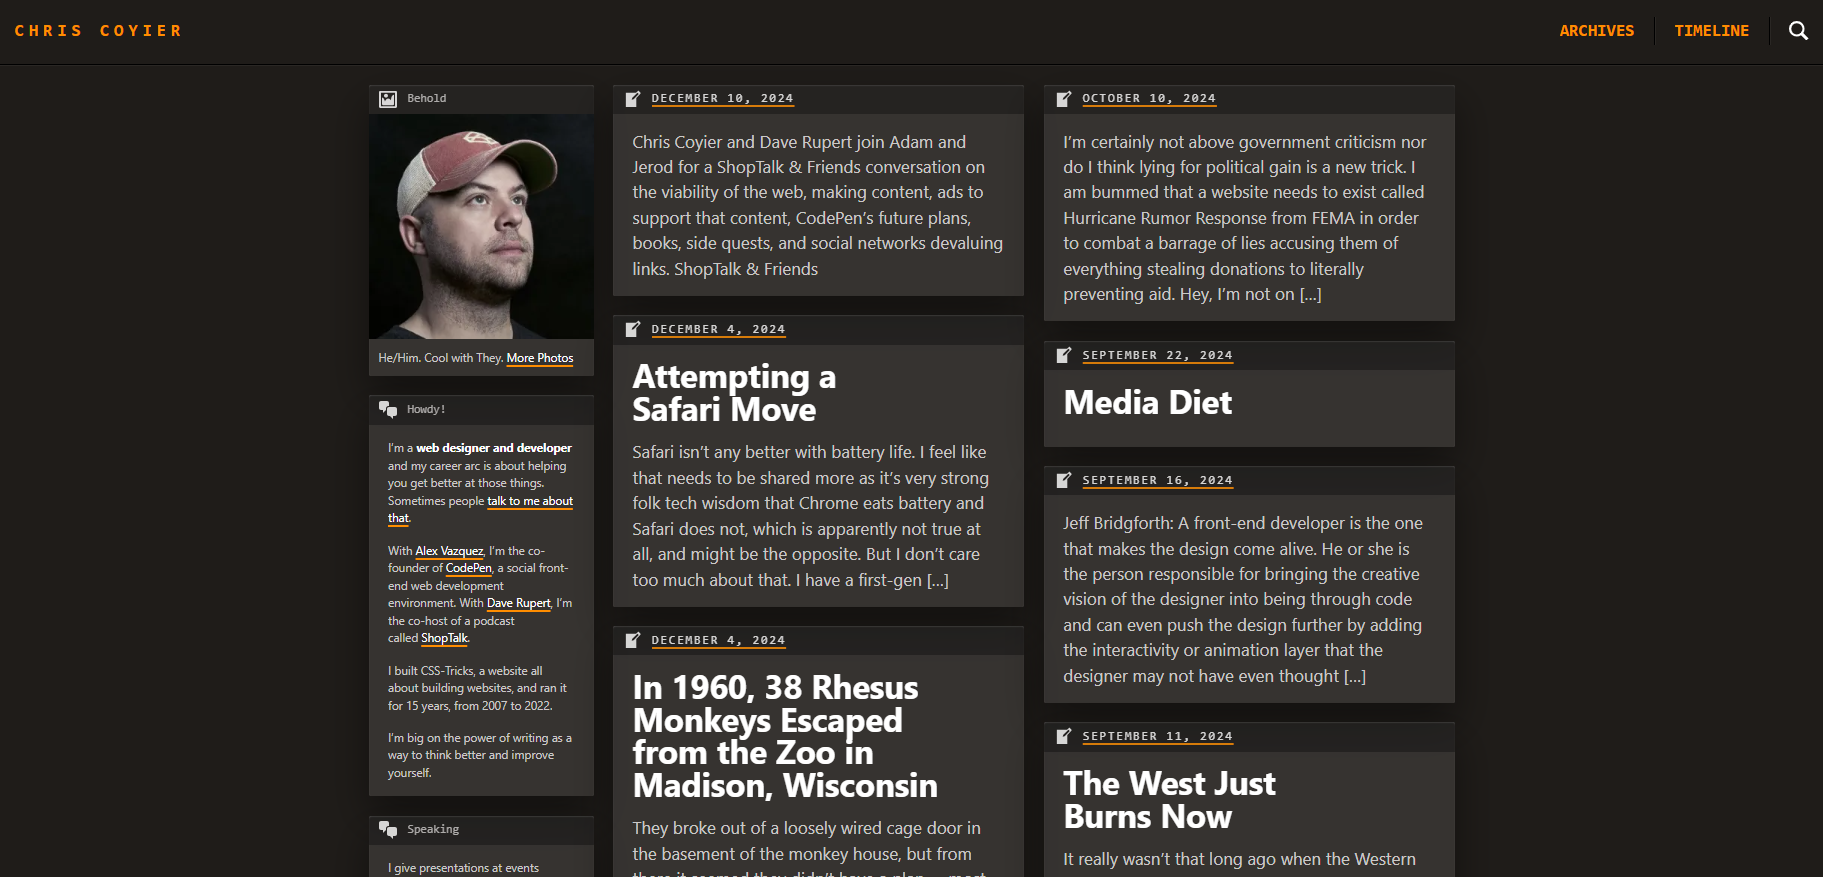 CHRIS COYIER
ARCHIVES
TIMELINE
Behold
He/Him. Cool with They. More Photos
Howdy!
I'm a web designer and developer
and my career arc is about helping
you get better at those things.
Sometimes people talk to me about
that.
With Alex Vazquez, I'm the co-
founder of CodePen, a social front-
end web development
environment. With Dave Rupert, I'm
the co-host of a podcast
called ShopTalk.
I built CSS-Tricks, a website all
about building websites, and ran it
for 15 years, from 2007 to 2022.
I'm big on the power of writing as a
way to think better and improve
yourself.
Speaking
I give presentations at events
DECEMBER 10, 2024
Chris Coyier and Dave Rupert join Adam and
Jerod for a ShopTalk & Friends conversation on
the viability of the web, making content, ads to
support that content, CodePen's future plans,
books, side quests, and social networks devaluing
links. ShopTalk & Friends
DECEMBER 4, 2024
Attempting a
Safari Move
Safari isn't any better with battery life. I feel like
that needs to be shared more as it's very strong
folk tech wisdom that Chrome eats battery and
Safari does not, which is apparently not true at
all, and might be the opposite. But I don't care
too much about that. I have a first-gen [...]
DECEMBER 4, 2024
In 1960, 38 Rhesus
Monkeys Escaped
from the Zoo in
Madison, Wisconsin
They broke out of a loosely wired cage door in
the basement of the monkey house, but from
there it seemed they didn't have a plan — most
OCTOBER 10, 2024
I'm certainly not above government criticism nor
do I think lying for political gain is a new trick. I
am bummed that a website needs to exist called
Hurricane Rumor Response from FEMA in order
to combat a barrage of lies accusing them of
everything stealing donations to literally
preventing aid. Hey, I'm not on [...]
SEPTEMBER 22, 2024
Media Diet
SEPTEMBER 16, 2024
Jeff Bridgforth: A front-end developer is the one
that makes the design come alive. He or she is
the person responsible for bringing the creative
vision of the designer into being through code
and can even push the design further by adding
the interactivity or animation layer that the
designer may not have even thought [...]
SEPTEMBER 11, 2024
The West Just
Burns Now
It really wasn't that long ago when the Western